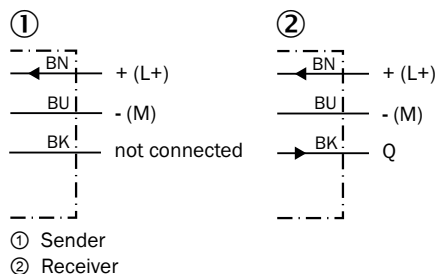 ① ②
BN + (L+) BN + (L+)
BU - (M) BU - (M)
BK not connected BK Q
① Sender
② Receiver